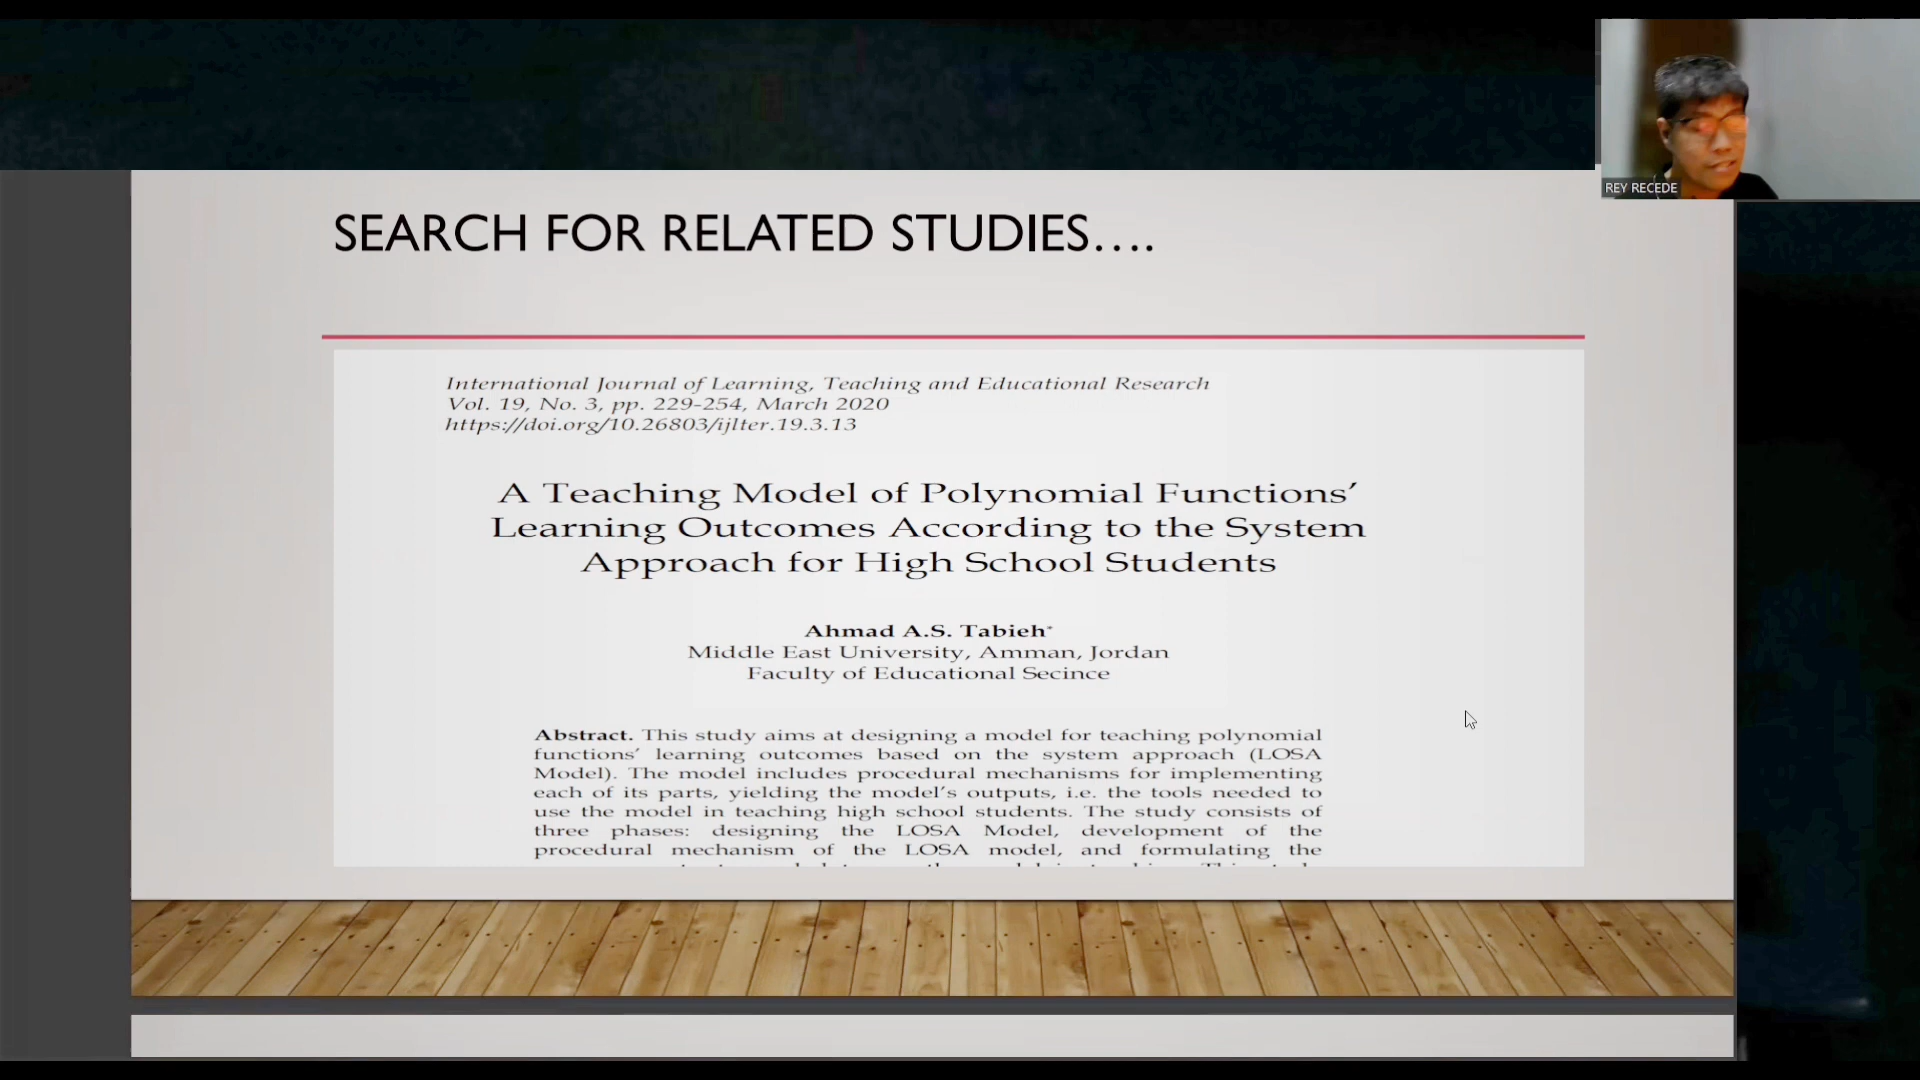 REY RECEDE
SEARCH FOR RELATED STUDIES....
International Journal of Learning, Teaching and Educational Research
Vol. 19, No. 3, pp. 229-254, March 2020
https://doi.org/10.26803/ijlter.19.3.13
A Teaching Model of Polynomial Functions’
Learning Outcomes According to the System
Approach for High School Students
Ahmad A.S. Tabieh*
Middle East University, Amman, Jordan
Faculty of Educational Secince
Abstract. This study aims at designing a model for teaching polynomial
functions’ learning outcomes based on the system approach (LOSA
Model). The model includes procedural mechanisms for implementing
each of its parts, yielding the model’s outputs, i.e. the tools needed to
use the model in teaching high school students. The study consists of
three phases: designing the LOSA Model, development of the
procedural mechanism of the LOSA model, and formulating the